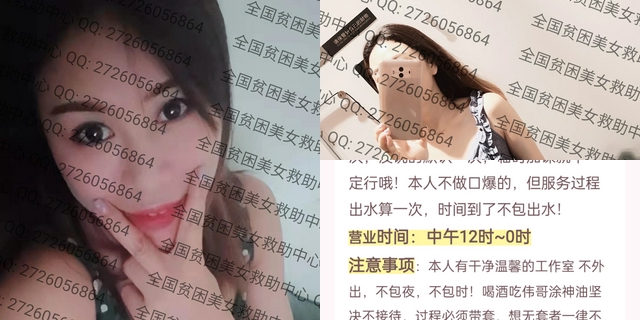 全国贫困美女救助中心 QQ: 2726056864
定行哦！本人不做口爆的，但服务过程
出水算一次，时间到了不包出水！
营业时间：中午12时~0时
注意事项：本人有干净温馨的工作室 不外
出，不包夜，不包时！喝酒吃伟哥涂神油坚
决不接待，过程必须带套，想无套者一律不